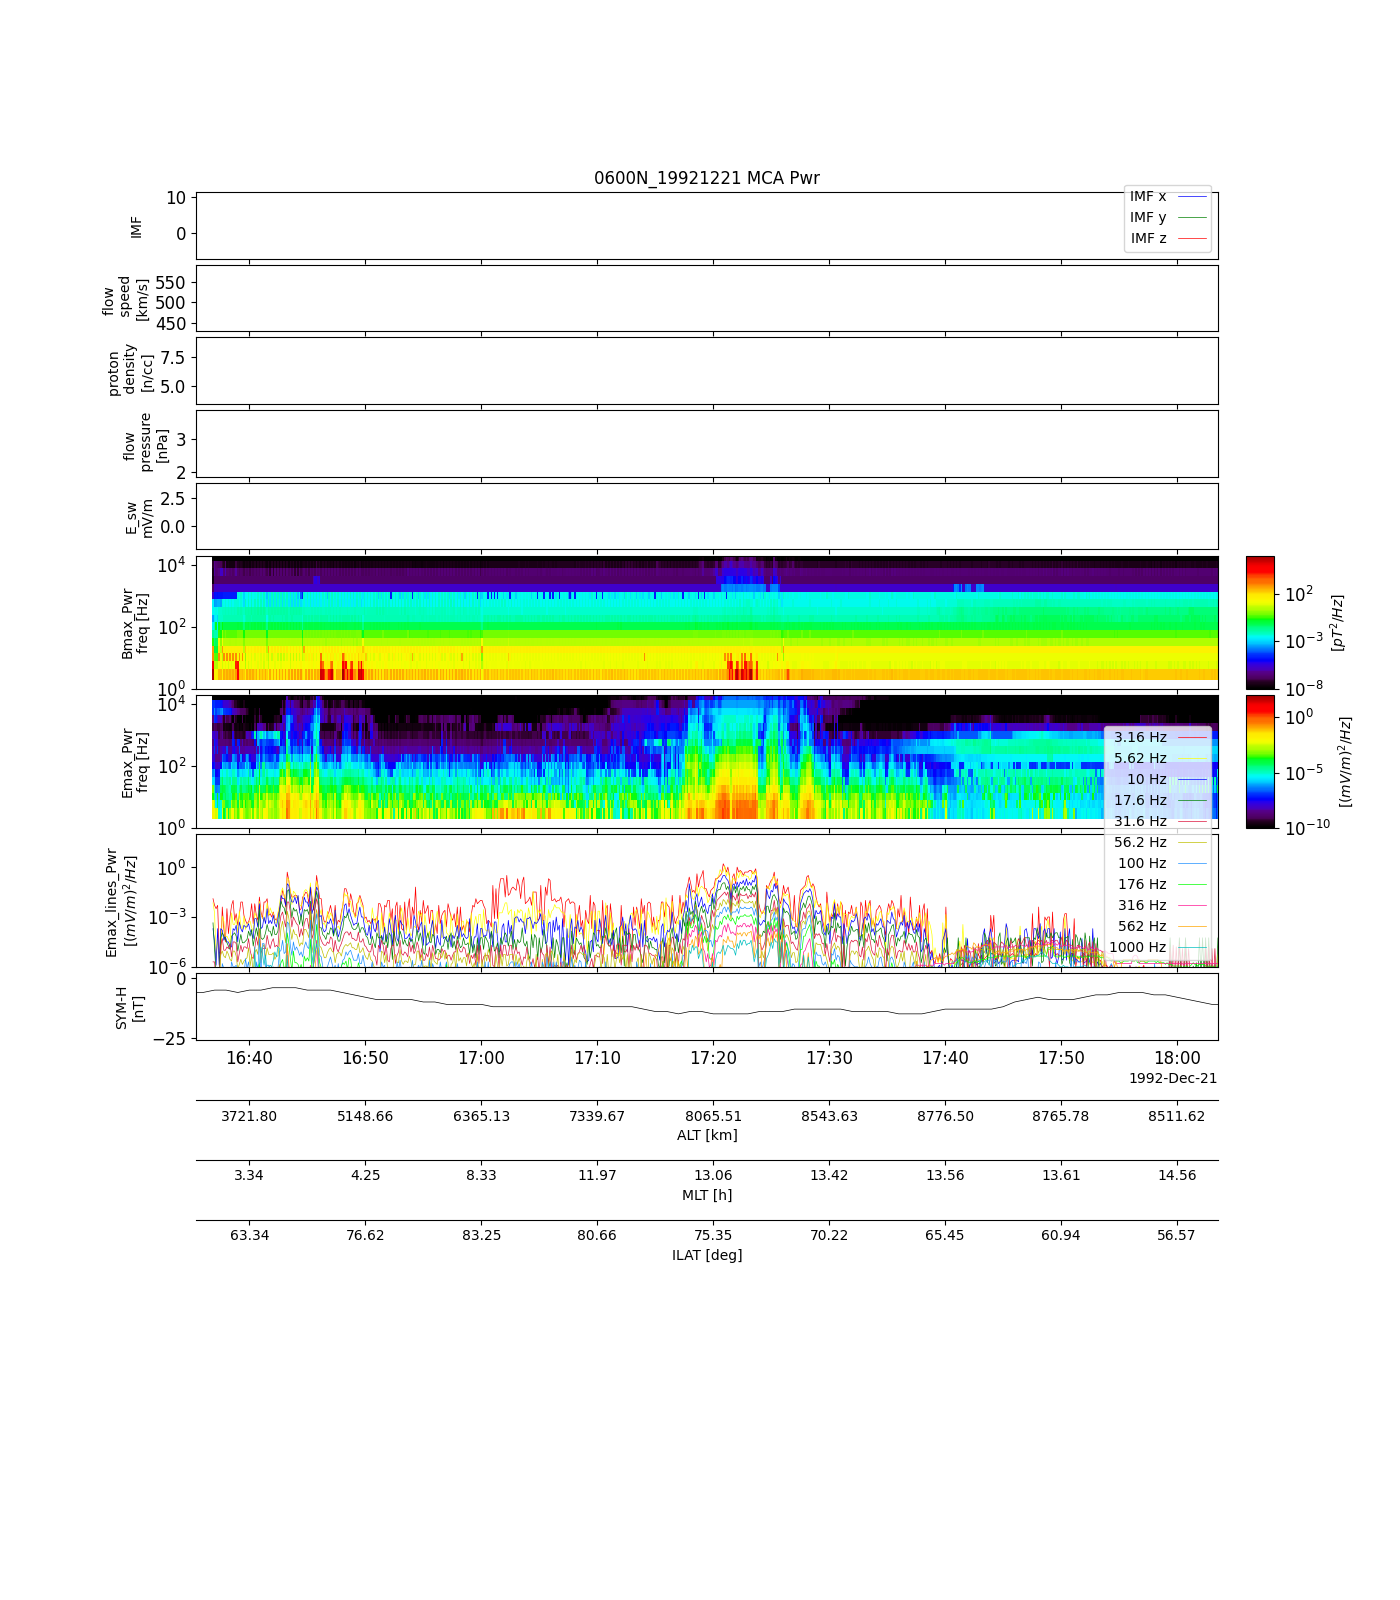 0600N_19921221 MCA Pwr
10
0
IMF
IMF x
IMF y
IMF z
550
500
450
flow
speed
[km/s]
7.5
5.0
proton
density
[n/cc]
3
2
flow
pressure
[nPa]
2.5
0.0
E_sw
mV/m
10^4
10^2
10^0
Bmax_Pwr
freq [Hz]
10^2
10^-3
10^-8
[pT^2/Hz]
10^4
10^2
10^0
Emax_Pwr
freq [Hz]
10^0
10^-5
10^-10
[(mV/m)^2/Hz]
3.16 Hz
5.62 Hz
10 Hz
17.6 Hz
31.6 Hz
56.2 Hz
100 Hz
176 Hz
316 Hz
562 Hz
1000 Hz
10^0
10^-3
10^-6
Emax_lines_Pwr
[(mV/m)^2/Hz]
0
−25
SYM-H
[nT]
16:40 16:50 17:00 17:10 17:20 17:30 17:40 17:50 18:00
1992-Dec-21
3721.80 5148.66 6365.13 7339.67 8065.51 8543.63 8776.50 8765.78 8511.62
ALT [km]
3.34 4.25 8.33 11.97 13.06 13.42 13.56 13.61 14.56
MLT [h]
63.34 76.62 83.25 80.66 75.35 70.22 65.45 60.94 56.57
ILAT [deg]